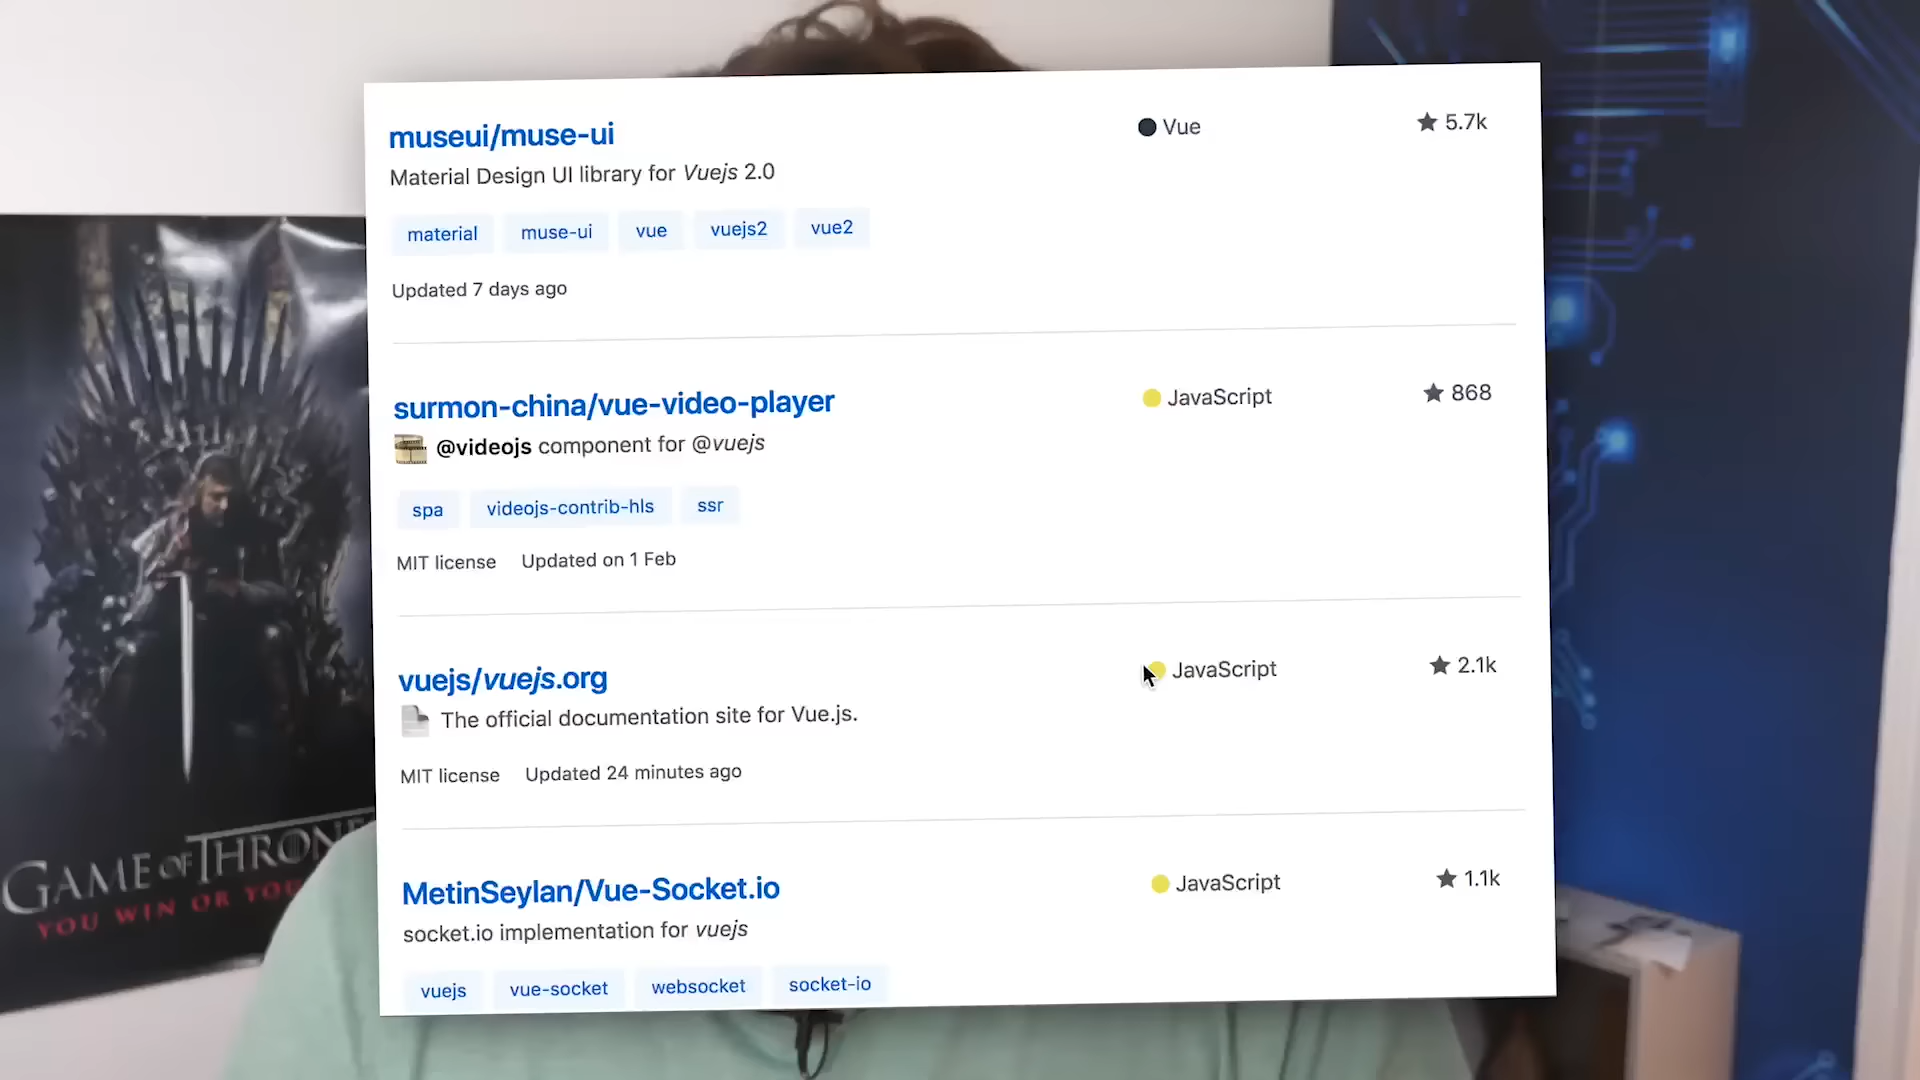 museui/muse-ui
Vue
5.7k
Material Design UI library for Vuejs 2.0
material muse-ui vue vuejs2 vue2
Updated 7 days ago
surmon-china/vue-video-player
JavaScript
868
@videojs component for @vuejs
spa videojs-contrib-hls ssr
MIT license Updated on 1 Feb
vuejs/vuejs.org
JavaScript
2.1k
The official documentation site for Vue.js.
MIT license Updated 24 minutes ago
MetinSeylan/Vue-Socket.io
JavaScript
1.1k
socket.io implementation for vuejs
vuejs vue-socket websocket socket-io
GAME OF THRONE
YOU WIN OR YOU